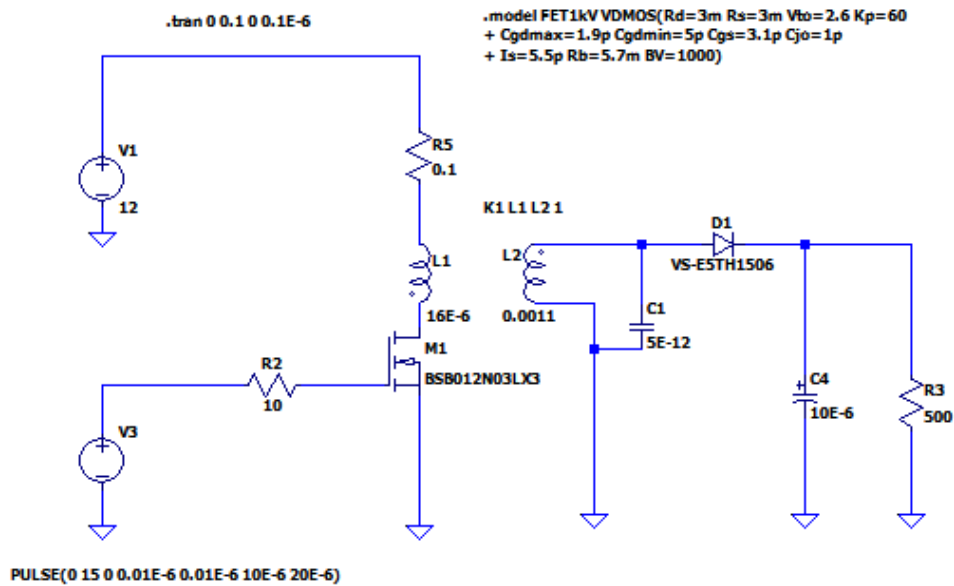 .tran 0 0.1 0 0.1E-6
.model FET1kV VDMOS(Rd=3m Rs=3m Vto=2.6 Kp=60
+ Cgdmax=1.9p Cgdmin=5p Cgs=3.1p Cjo=1p
+ Is=5.5p Rb=5.7m BV=1000)
V1
12
R5
0.1
K1 L1 L2 1
L1
16E-6
L2
0.0011
D1
VS-E5TH1506
C1
5E-12
M1
BSB012N03LX3
R2
10
V3
C4
10E-6
R3
500
PULSE(0 15 0 0.01E-6 0.01E-6 10E-6 20E-6)